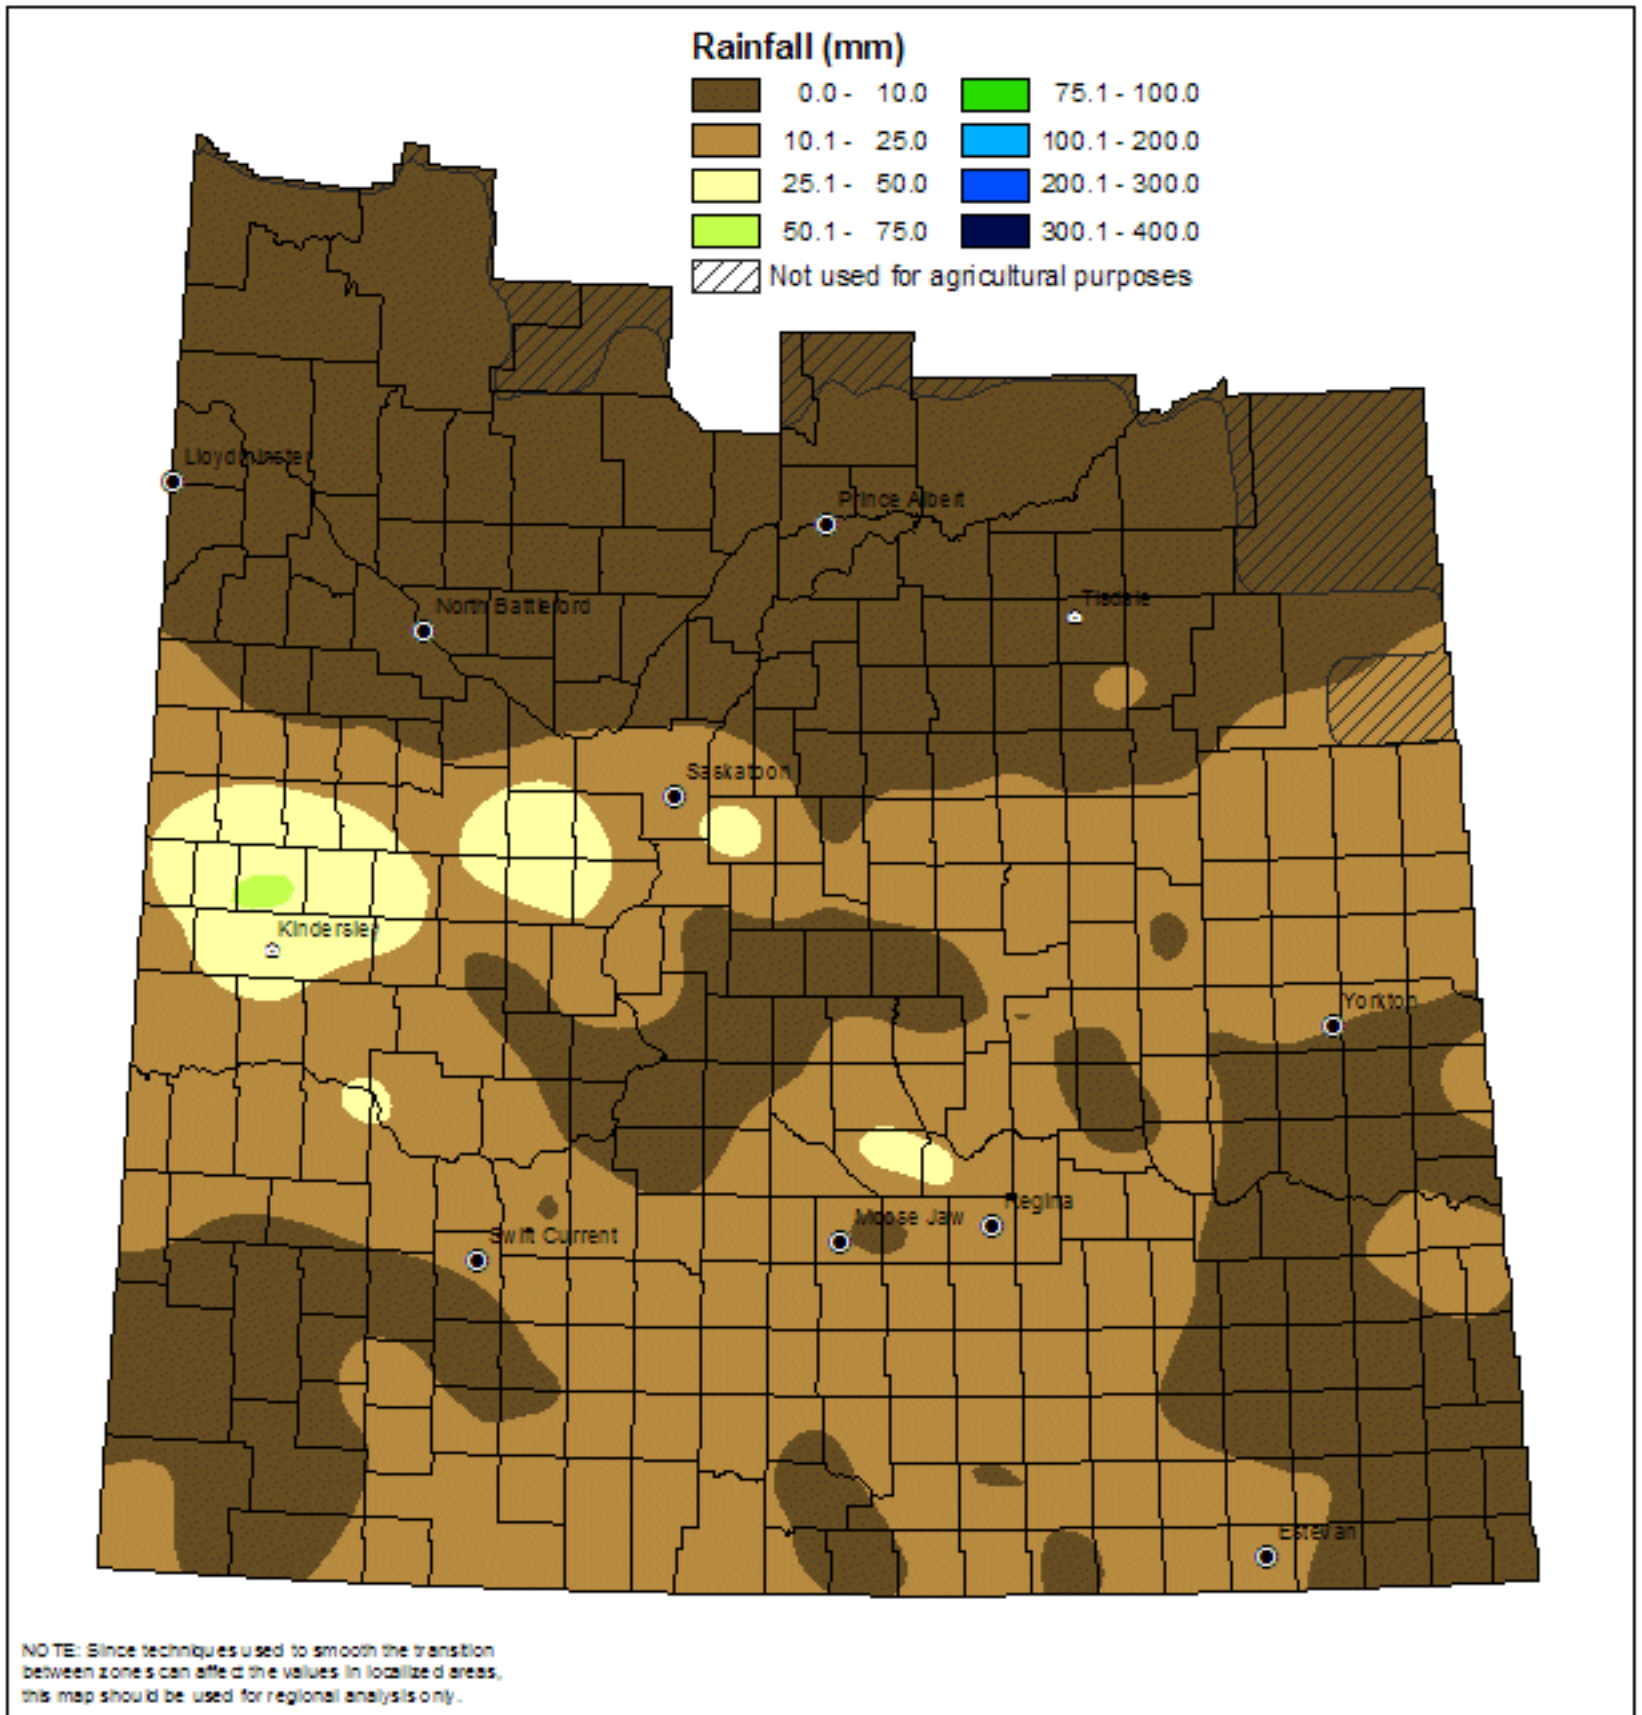 Rainfall (mm)
0.0 - 10.0
10.1 - 25.0
25.1 - 50.0
50.1 - 75.0
75.1 - 100.0
100.1 - 200.0
200.1 - 300.0
300.1 - 400.0
Not used for agricultural purposes
Lloydminster
Prince Albert
North Battleford
Tisdale
Saskatoon
Kindersley
Yorkton
Regina
Moose Jaw
Swift Current
Estevan
NOTE: Since techniques used to smooth the transition
between zones can affect the values in localized areas,
this map should be used for regional analysis only.